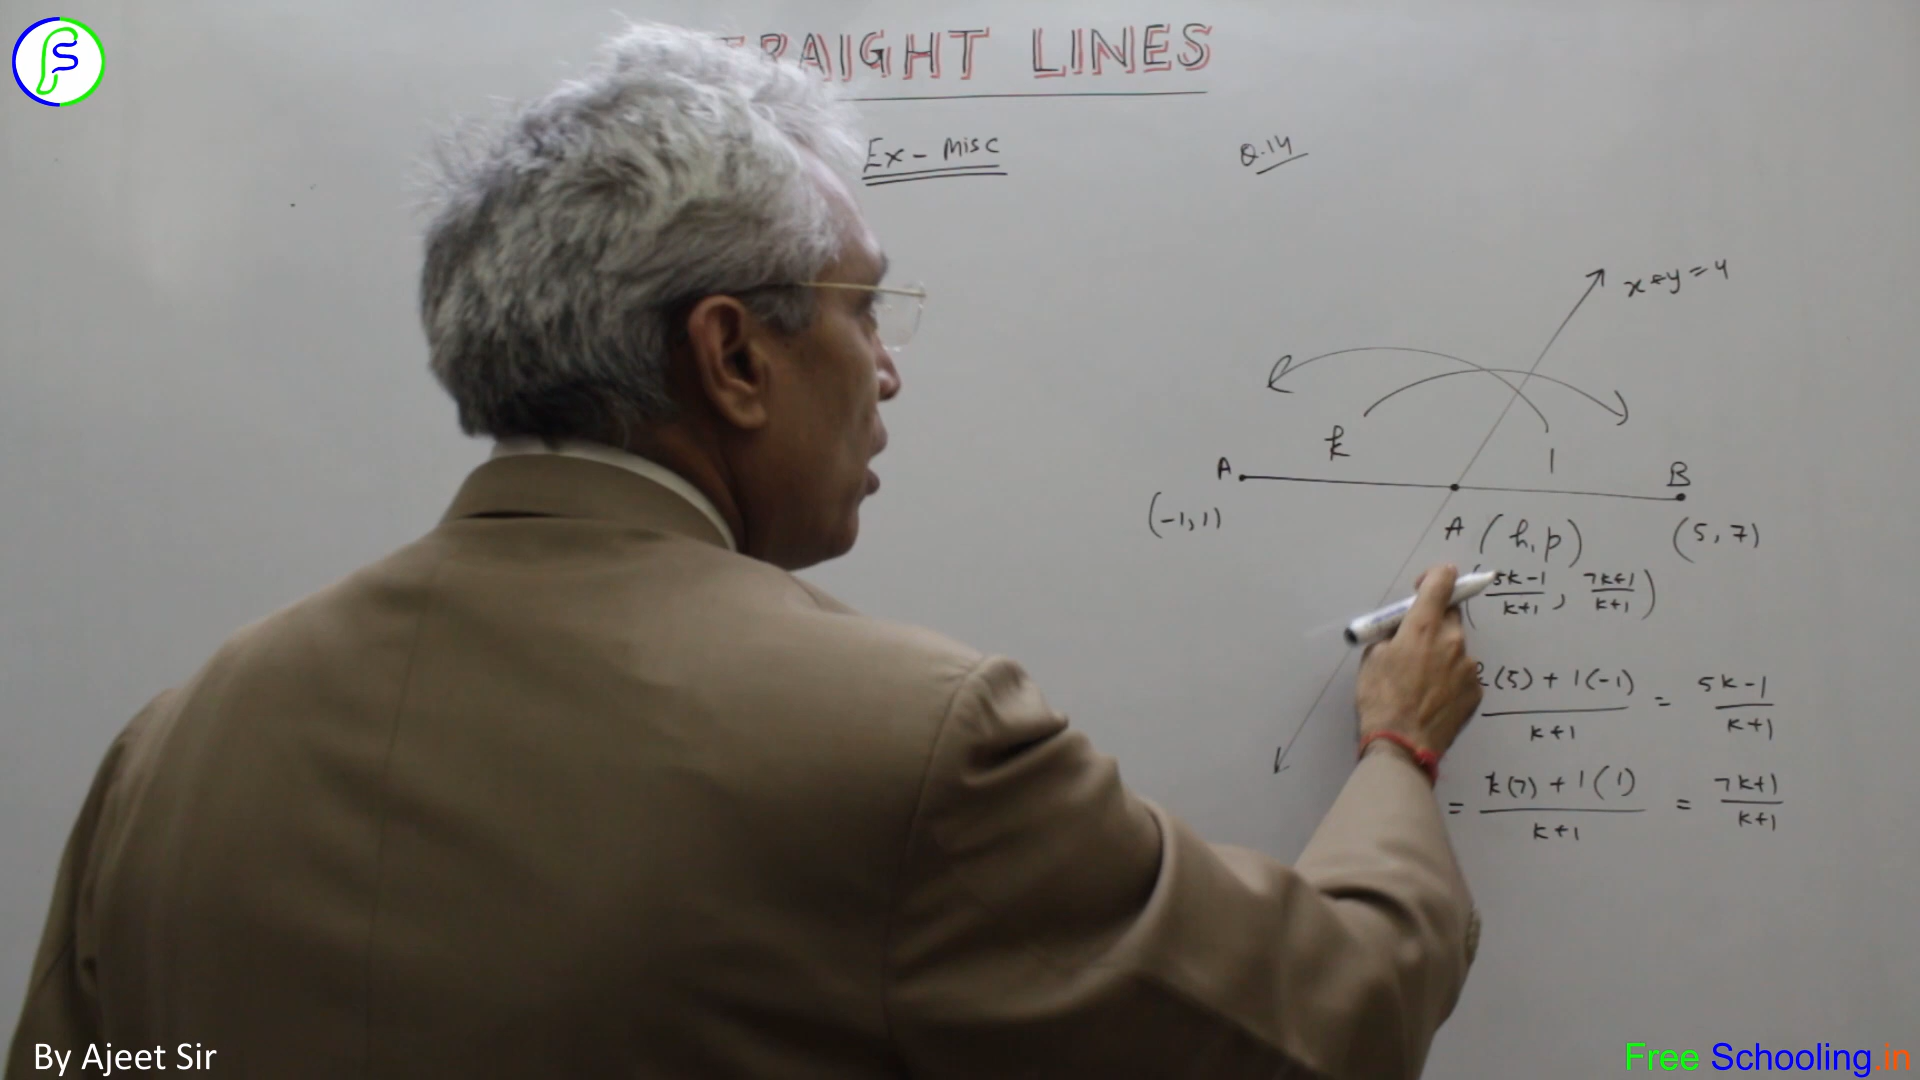 RAIGHT LINES
Ex - Misc
Q.14
x+y=4
k
1
A
B
(-1,1)
A (h,p)
(5,7)
(5k-1/k+1, 7k+1/k+1)
k(5)+1(-1)/k+1 = 5k-1/k+1
= k(7)+1(1)/k+1 = 7k+1/k+1
By Ajeet Sir
Free Schooling.in